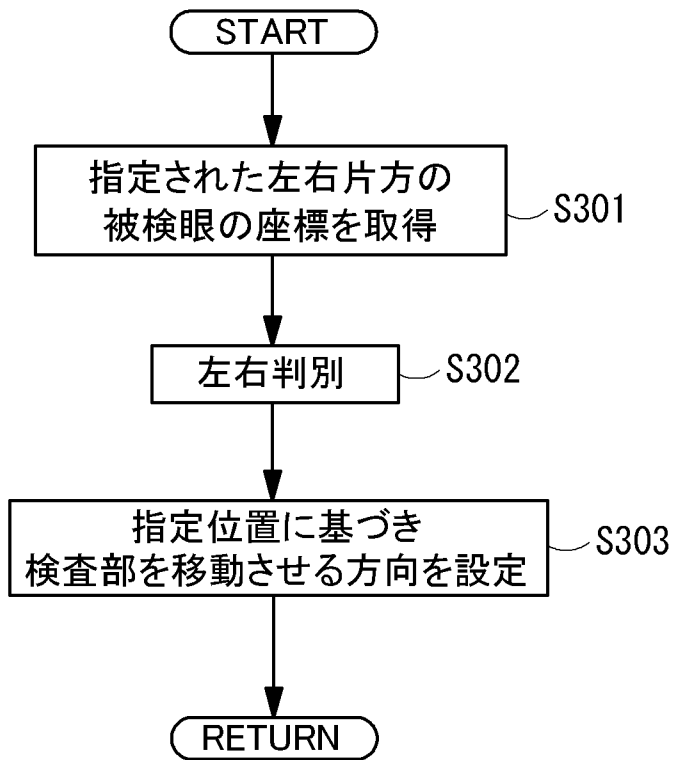 START
指定された左右片方の
被検眼の座標を取得
S301
左右判別
S302
指定位置に基づき
検査部を移動させる方向を設定
S303
RETURN